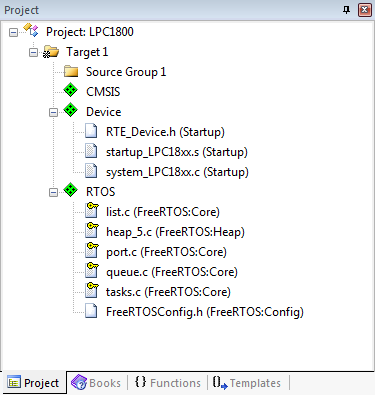 Project
Project: LPC1800
Target 1
Source Group 1
CMSIS
Device
RTE_Device.h (Startup)
startup_LPC18xx.s (Startup)
system_LPC18xx.c (Startup)
RTOS
list.c (FreeRTOS:Core)
heap_5.c (FreeRTOS:Heap)
port.c (FreeRTOS:Core)
queue.c (FreeRTOS:Core)
tasks.c (FreeRTOS:Core)
FreeRTOSConfig.h (FreeRTOS:Config)
Project Books {} Functions 0 Templates